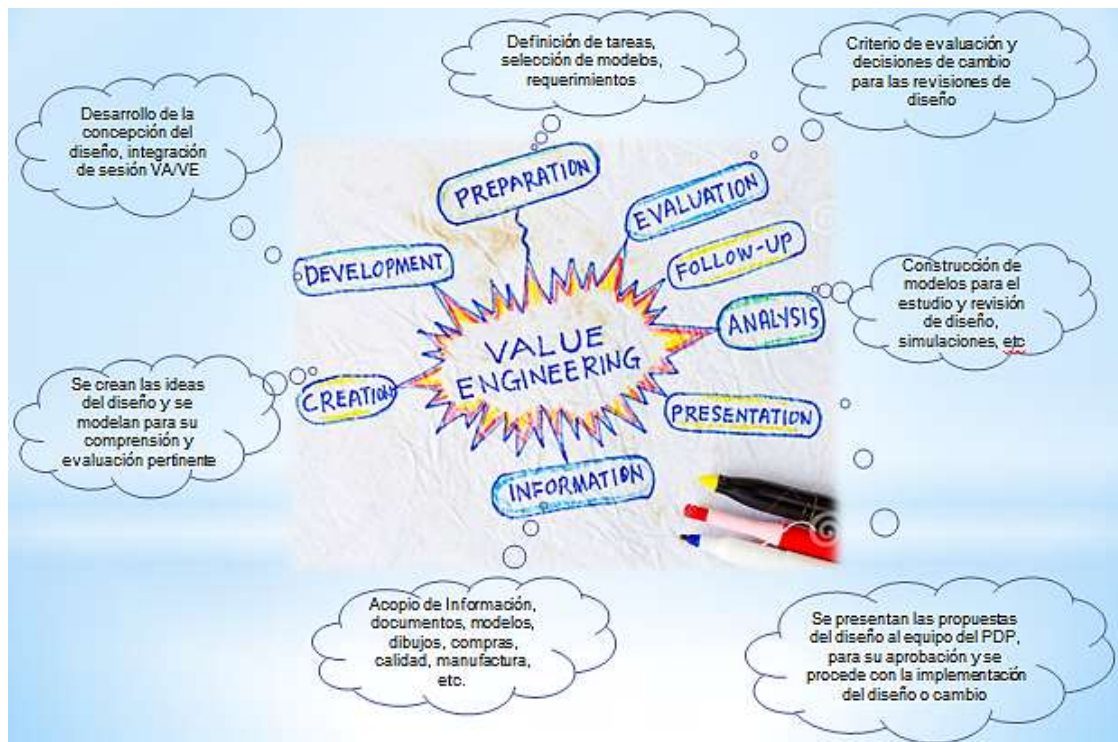 Definición de tareas,
selección de modelos,
requerimientos
Criterio de evaluación y
decisiones de cambio
para las revisiones de
diseño
Desarrollo de la
concepción del
diseño, integración
de sesión VA/VE
PREPARATION
EVALUATION
FOLLOW-UP
DEVELOPMENT
ANALYSIS
Construcción de
modelos para el
estudio y revisión
de diseño,
simulaciones, etc
VALUE
ENGINEERING
Se crean las ideas
del diseño y se
modelan para su
comprensión y
evaluación pertinente
CREATION
PRESENTATION
INFORMATION
Acopio de Información,
documentos, modelos,
dibujos, compras,
calidad, manufactura,
etc.
Se presentan las propuestas
del diseño al equipo del PDP,
para su aprobación y se
procede con la implementación
del diseño o cambio